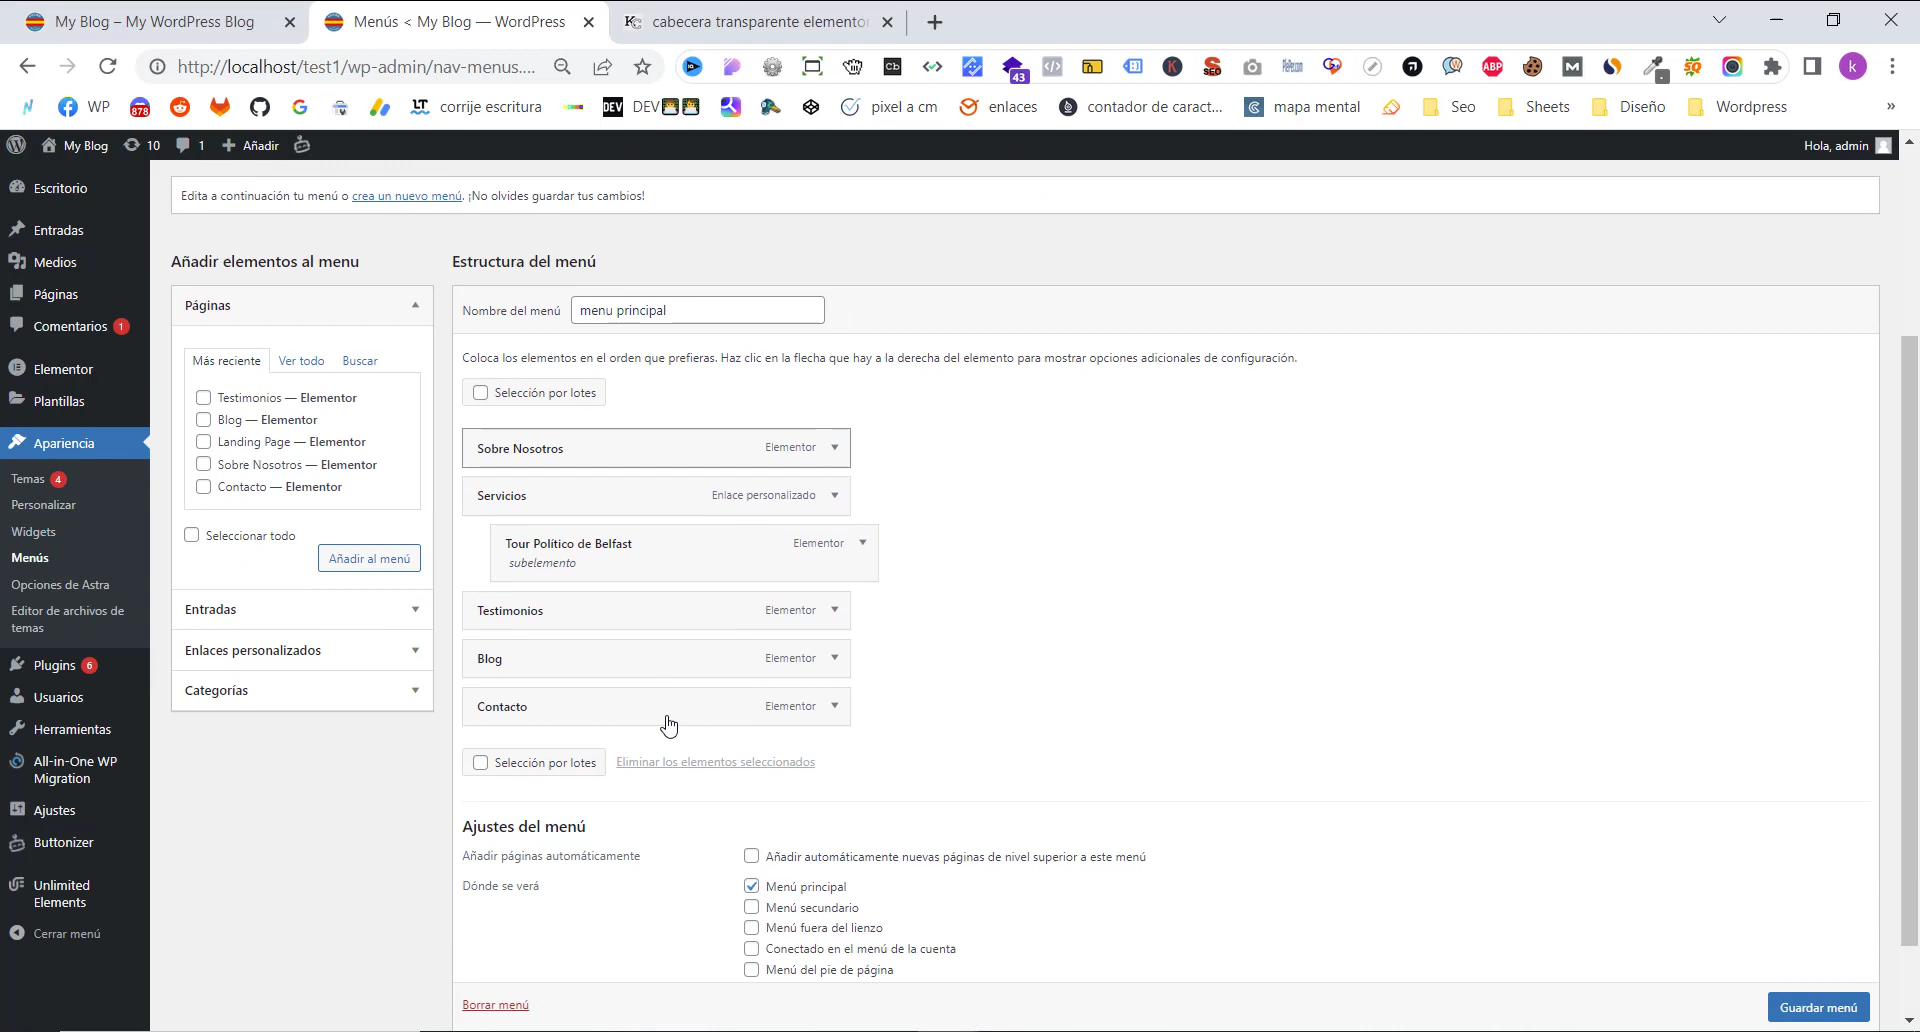 My Blog – My WordPress Blog
Menús < My Blog — WordPress
cabecera transparente elementor
http://localhost/test1/wp-admin/nav-menus....
43
WP
878
corrije escritura
DEV
DEV
pixel a cm
enlaces
contador de caract...
mapa mental
Seo
Sheets
Diseño
Wordpress
»
My Blog
10
1
Añadir
Hola, admin
Escritorio
Entradas
Medios
Páginas
Comentarios 1
Elementor
Plantillas
Apariencia
Temas 4
Personalizar
Widgets
Menús
Opciones de Astra
Editor de archivos de
temas
Plugins 6
Usuarios
Herramientas
All-in-One WP
Migration
Ajustes
Buttonizer
Unlimited
Elements
Cerrar menú
Edita a continuación tu menú o crea un nuevo menú. ¡No olvides guardar tus cambios!
Añadir elementos al menu
Páginas
Más reciente
Ver todo
Buscar
Testimonios — Elementor
Blog — Elementor
Landing Page — Elementor
Sobre Nosotros — Elementor
Contacto — Elementor
Seleccionar todo
Añadir al menú
Entradas
Enlaces personalizados
Categorías
Estructura del menú
Nombre del menú
menu principal
Coloca los elementos en el orden que prefieras. Haz clic en la flecha que hay a la derecha del elemento para mostrar opciones adicionales de configuración.
Selección por lotes
Sobre Nosotros Elementor
Servicios Enlace personalizado
Tour Político de Belfast Elementor
subelemento
Testimonios Elementor
Blog Elementor
Contacto Elementor
Selección por lotes
Eliminar los elementos seleccionados
Ajustes del menú
Añadir páginas automáticamente
Añadir automáticamente nuevas páginas de nivel superior a este menú
Dónde se verá
Menú principal
Menú secundario
Menú fuera del lienzo
Conectado en el menú de la cuenta
Menú del pie de página
Borrar menú
Guardar menú